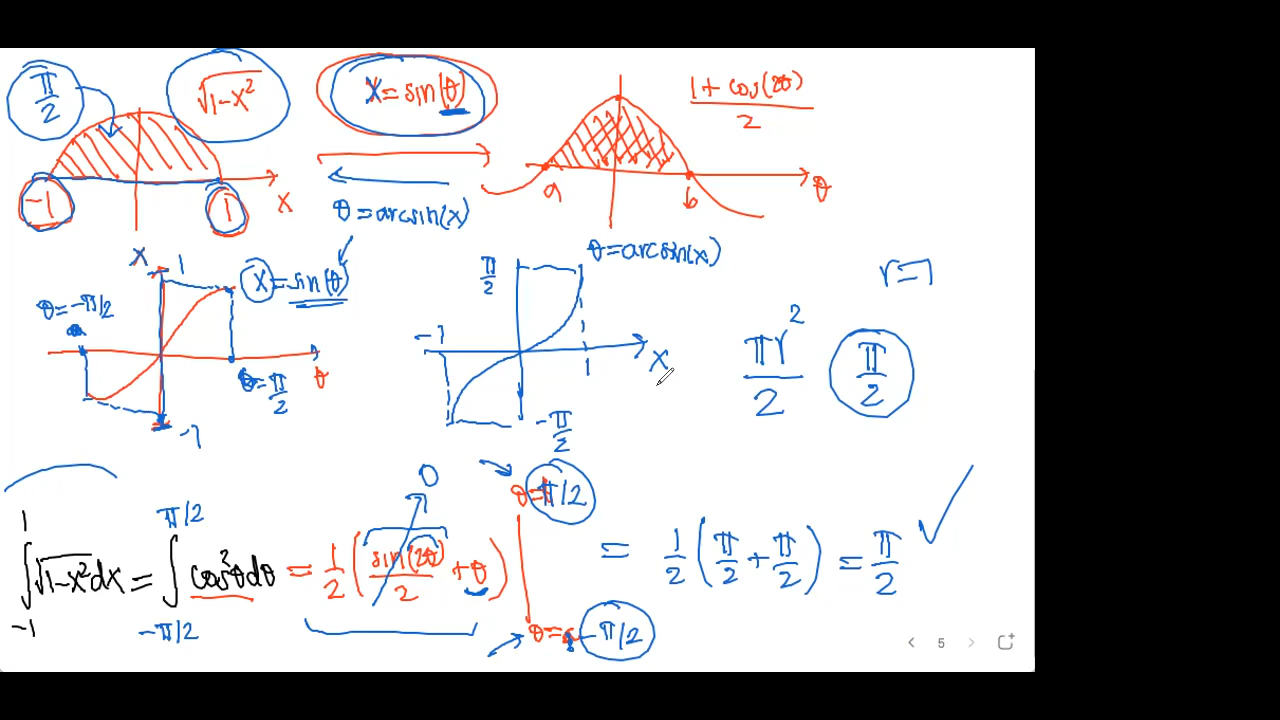 π/2
√1-x²
x = sin(θ)
1 + cos(2θ) / 2
-1
1
x
θ = arcsin(x)
a
b
θ
x
1
x = sin(θ)
θ = -π/2
θ = π/2
θ
-1
π/2
θ = arcsin(x)
-1
1
x
-π/2
r = 1
πr²/2
π/2
0
∫_{-1}^{1} √1-x² dx = ∫_{-π/2}^{π/2} cos²θ dθ = 1/2 ( sin(2θ)/2 + θ ) |_{θ = -π/2}^{θ = π/2} = 1/2 ( π/2 + π/2 ) = π/2 ✓
< 5 >